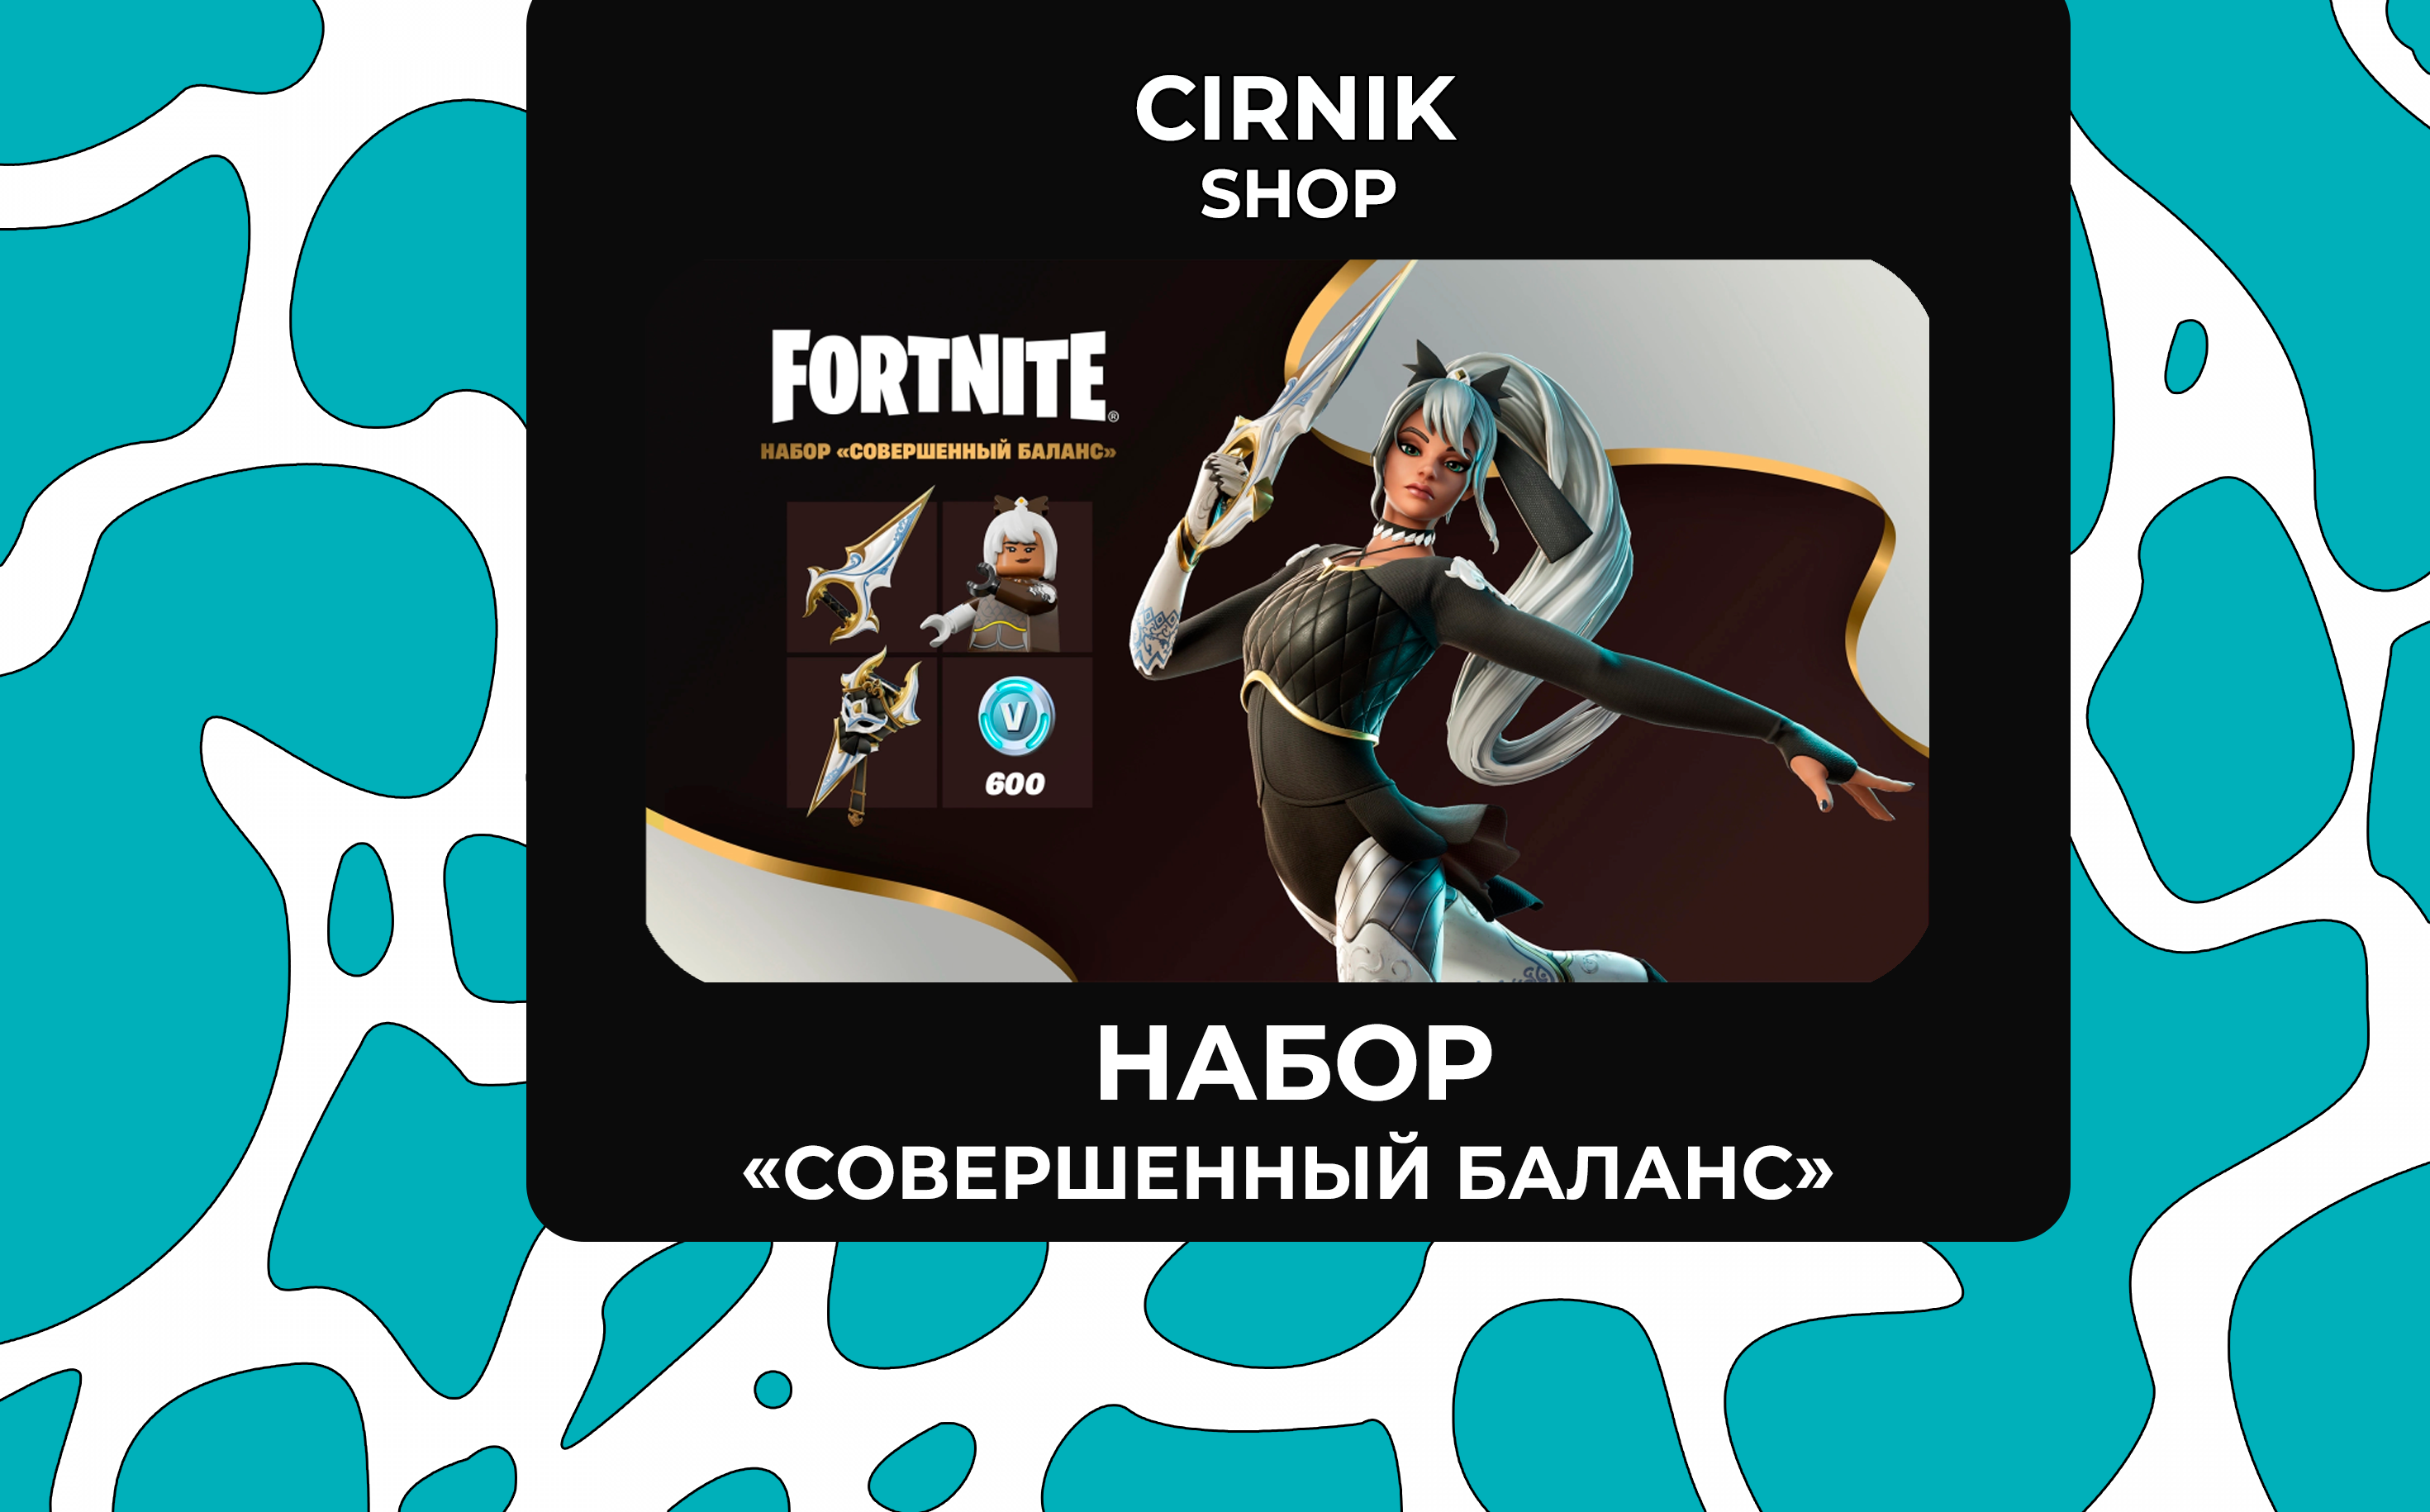 CIRNIK
SHOP
FORTNITE®
НАБОР «СОВЕРШЕННЫЙ БАЛАНС»
V
600
НАБОР
«СОВЕРШЕННЫЙ БАЛАНС»